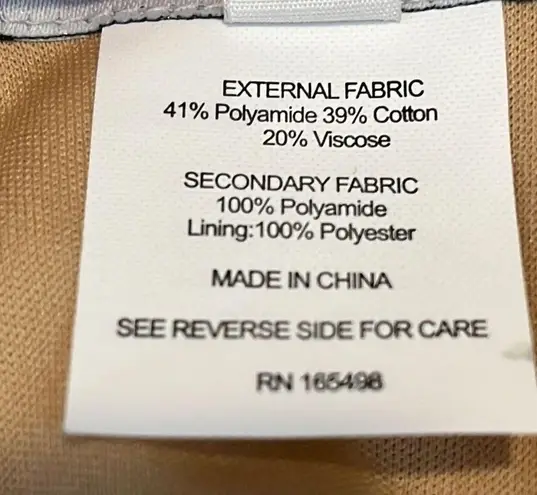 EXTERNAL FABRIC
41% Polyamide 39% Cotton
20% Viscose
SECONDARY FABRIC
100% Polyamide
Lining:100% Polyester
MADE IN CHINA
SEE REVERSE SIDE FOR CARE
RN 165498